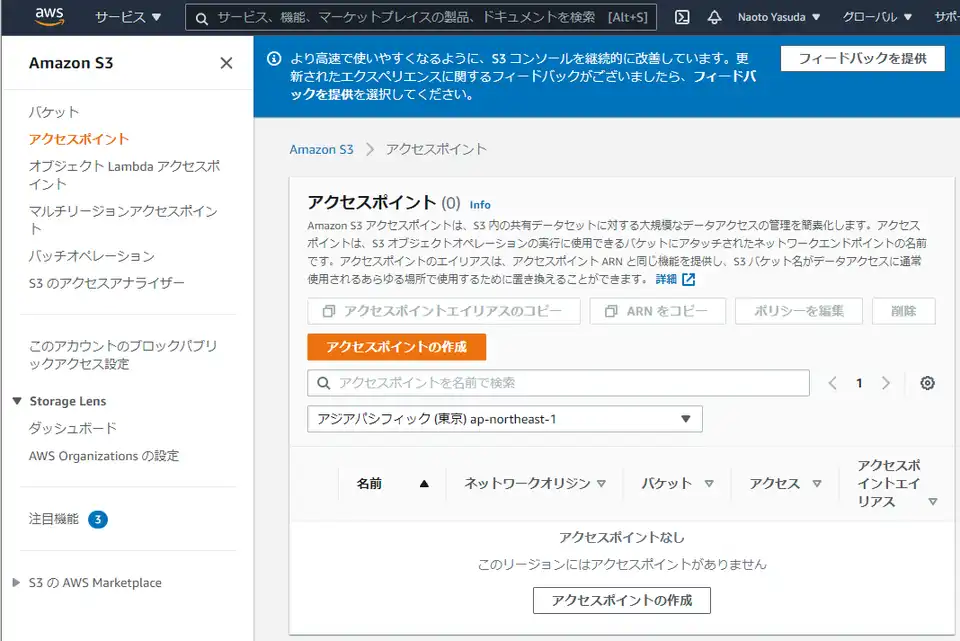 aws サービス ▼ サービス、機能、マーケットプレイスの製品、ドキュメントを検索 [Alt+S] Naoto Yasuda ▼ グローバル ▼ サポ
Amazon S3
バケット
アクセスポイント
オブジェクト Lambda アクセスポ
イント
マルチリージョンアクセスポイン
ト
バッチオペレーション
S3 のアクセスアナライザー
このアカウントのブロックパブリ
ックアクセス設定
▼ Storage Lens
ダッシュボード
AWS Organizations の設定
注目機能 3
S3 の AWS Marketplace
より高速で使いやすくなるように、S3 コンソールを継続的に改善しています。更
新されたエクスペリエンスに関するフィードバックがございましたら、フィードバ
ックを提供を選択してください。
フィードバックを提供
Amazon S3 > アクセスポイント
アクセスポイント (0) Info
Amazon S3 アクセスポイントは、S3 内の共有データセットに対する大規模なデータアクセスの管理を簡素化します。アクセス
ポイントは、S3 オブジェクトオペレーションの実行に使用できるバケットにアタッチされたネットワークエンドポイントの名前
です。アクセスポイントのエイリアスは、アクセスポイント ARN と同じ機能を提供し、S3 バケット名がデータアクセスに通常
使用されるあらゆる場所で使用するために置き換えることができます。詳細
アクセスポイントエイリアスのコピー ARN をコピー ポリシーを編集 削除
アクセスポイントの作成
アクセスポイントを名前で検索 < 1 >
アジアパシフィック (東京) ap-northeast-1 ▼
名前 ▲ ネットワークオリジン ▽ バケット ▽ アクセス ▽ アクセスポ
イントエイ
リアス ▽
アクセスポイントなし
このリージョンにはアクセスポイントがありません
アクセスポイントの作成